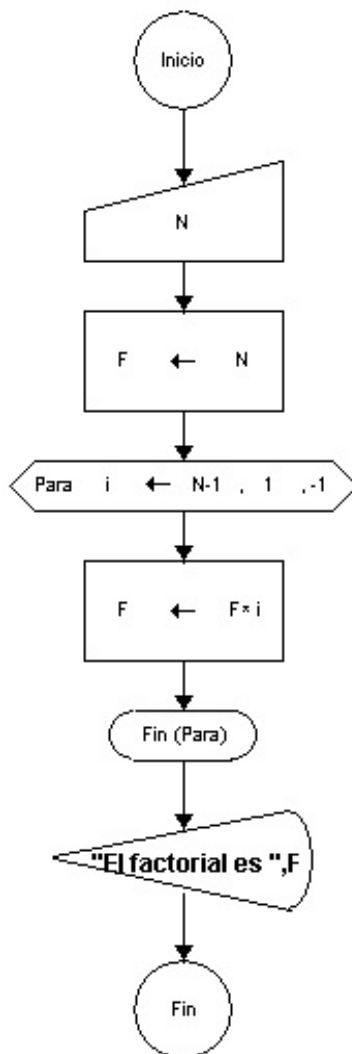 Inicio
N
F ← N
Para i ← N-1 , 1 ,-1
F ← F* i
Fin (Para)
"El factorial es ",F
Fin